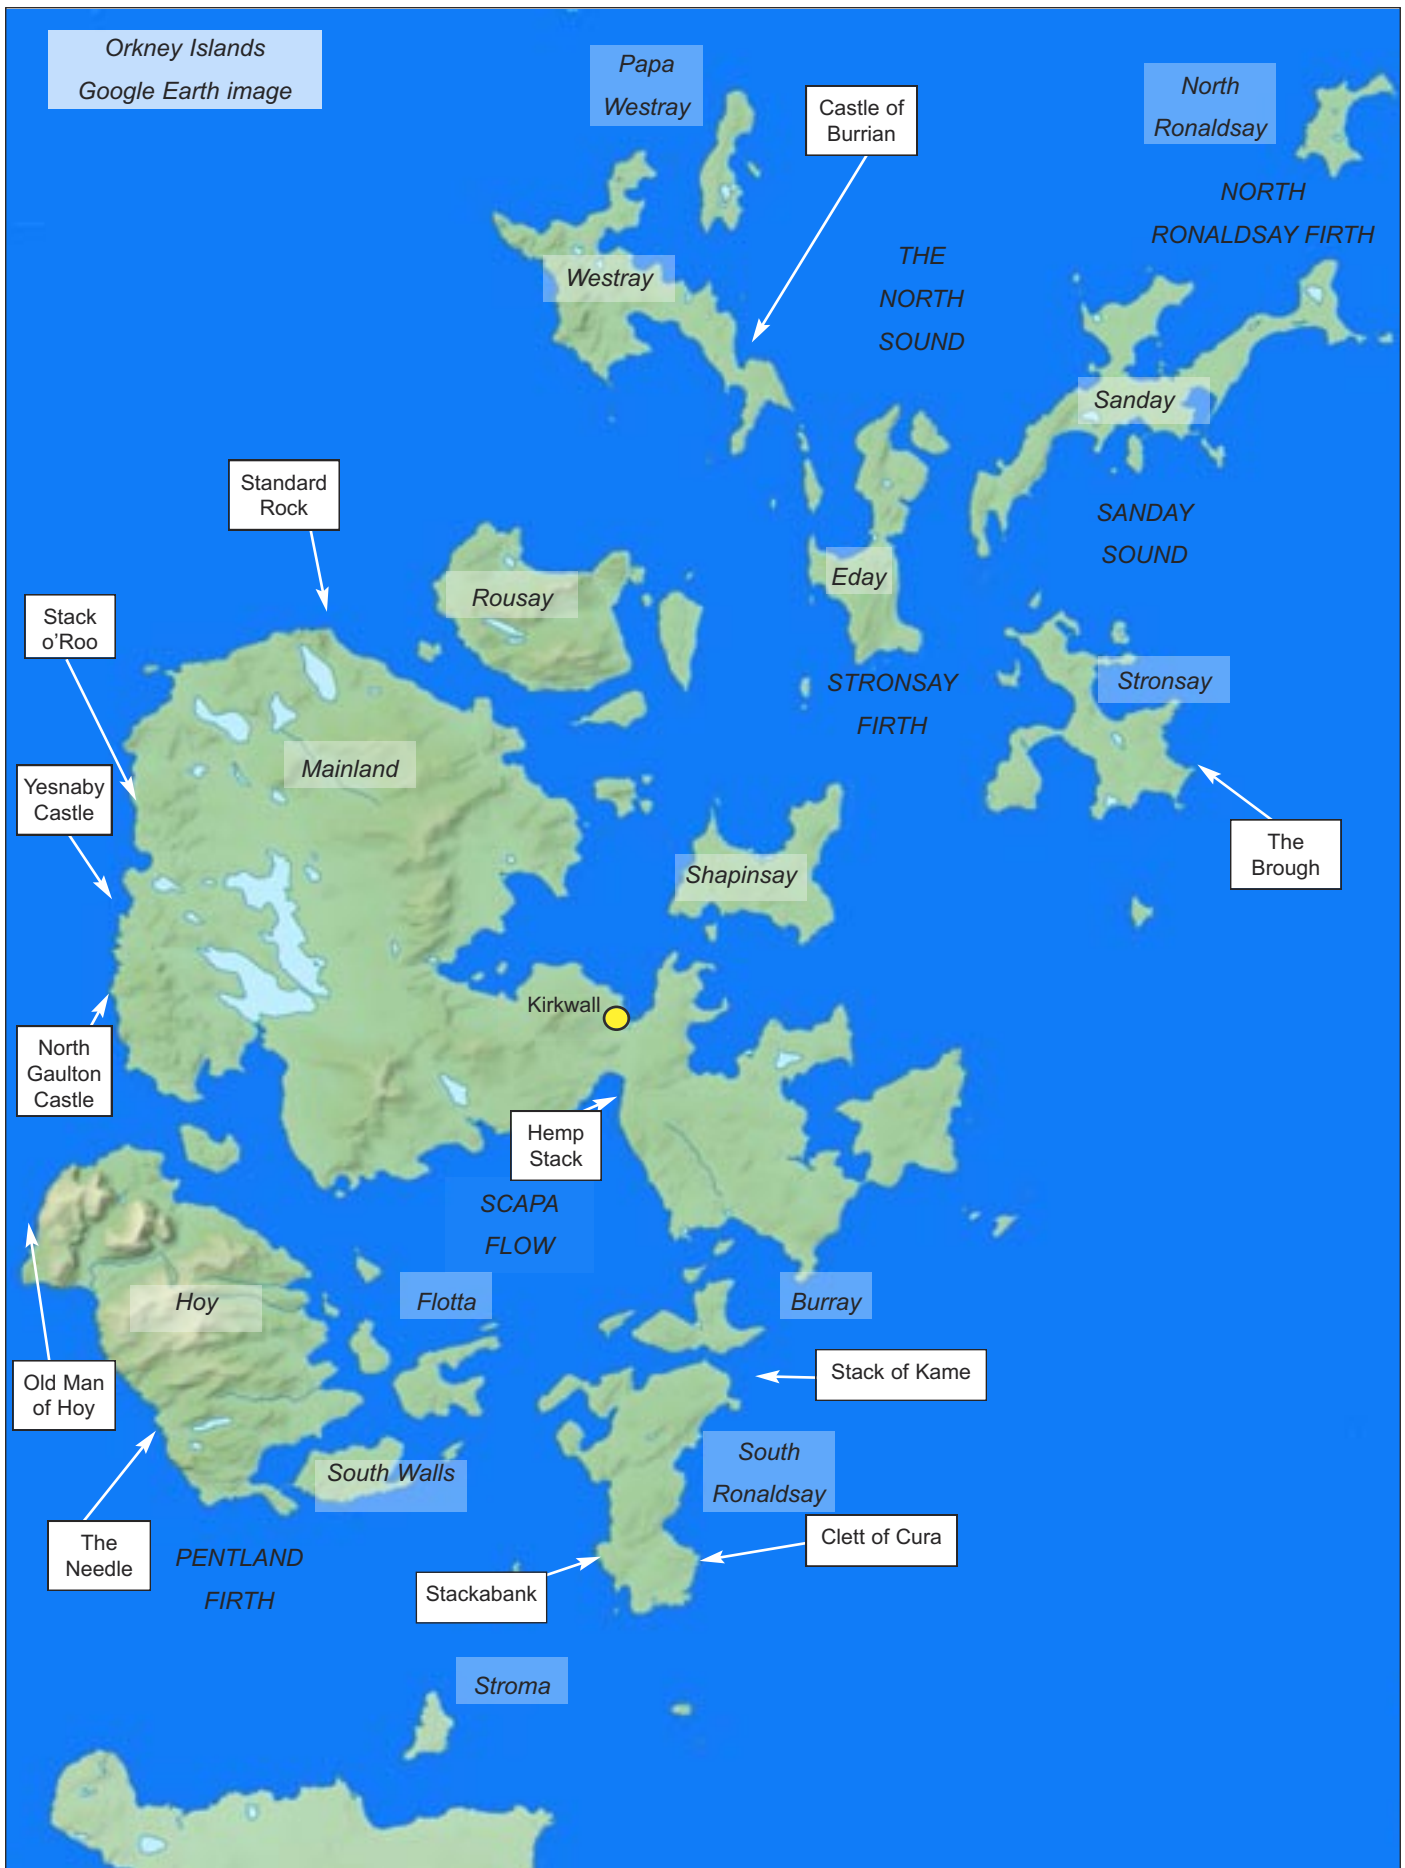 Orkney Islands
Google Earth image
Papa
Westray
Castle of
Burrian
North
Ronaldsay
NORTH
RONALDSAY FIRTH
THE
NORTH
SOUND
Westray
Sanday
Standard
Rock
SANDAY
SOUND
Eday
Rousay
Stack
o'Roo
STRONSAY
FIRTH
Stronsay
Mainland
Yesnaby
Castle
The
Brough
Shapinsay
Kirkwall
North
Gaulton
Castle
Hemp
Stack
SCAPA
FLOW
Hoy
Flotta
Burray
Old Man
of Hoy
Stack of Kame
South
Ronaldsay
South Walls
The
Needle
PENTLAND
FIRTH
Clett of Cura
Stackabank
Stroma